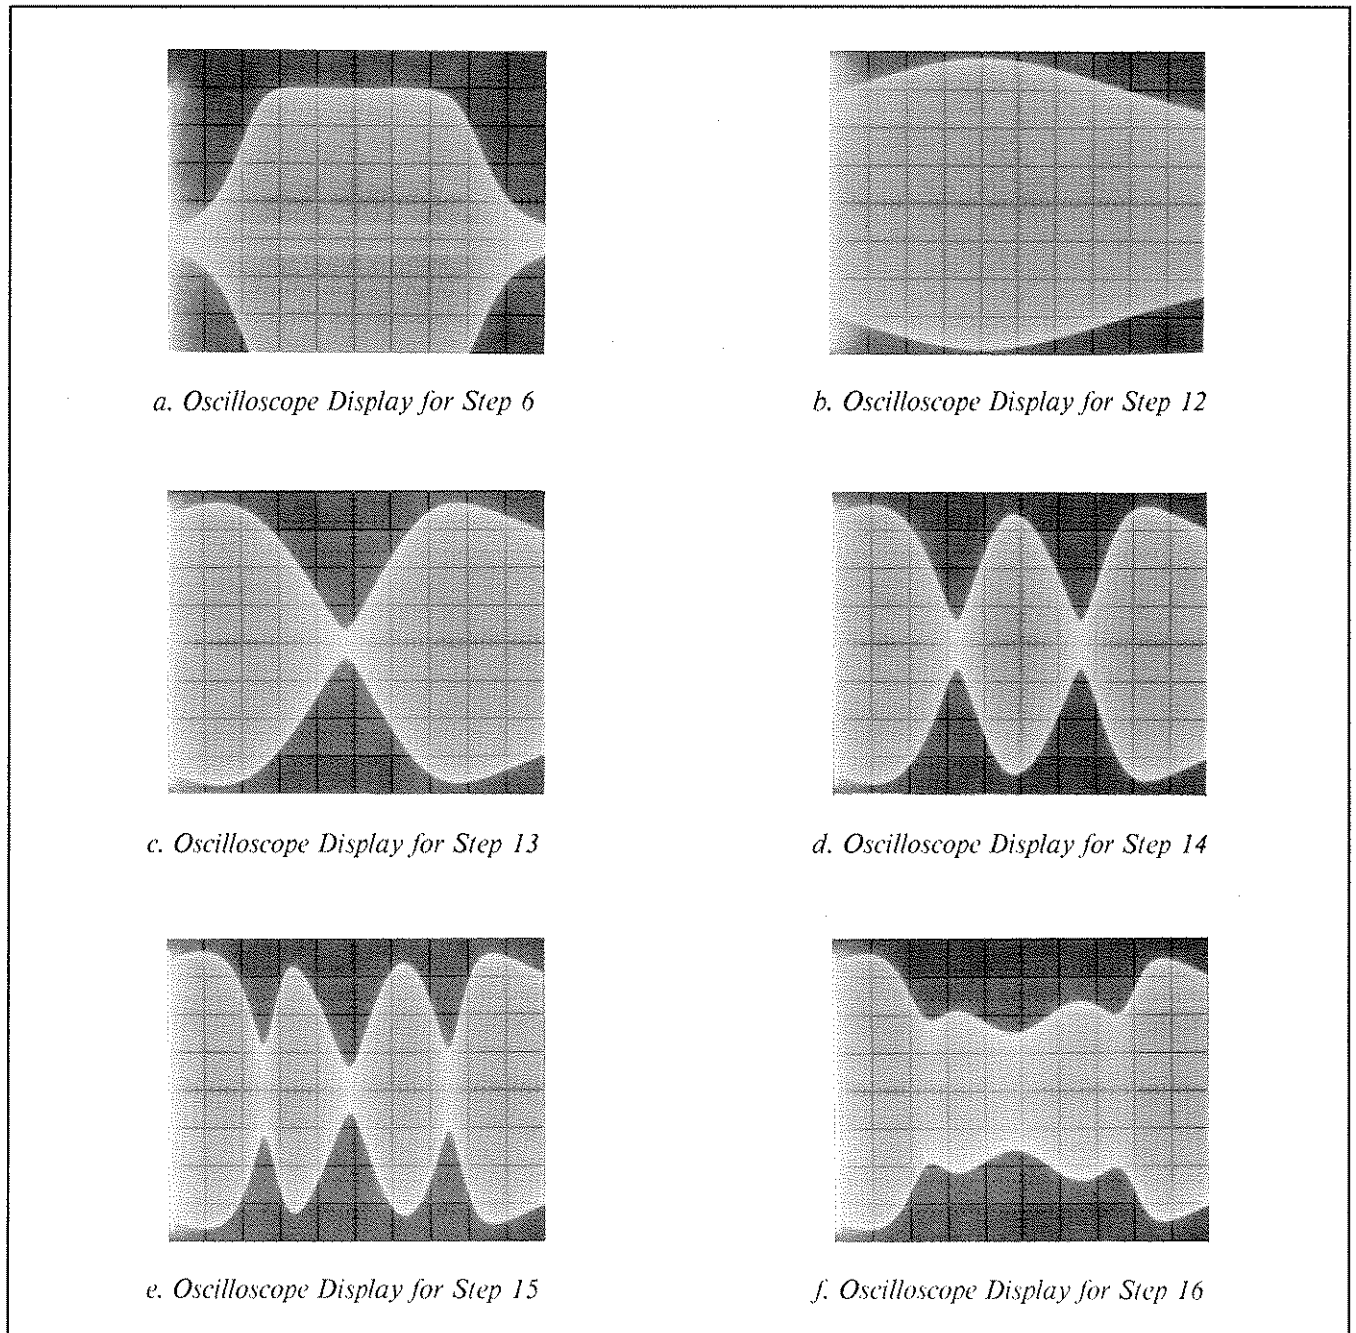 a. Oscilloscope Display for Step 6
b. Oscilloscope Display for Step 12
c. Oscilloscope Display for Step 13
d. Oscilloscope Display for Step 14
e. Oscilloscope Display for Step 15
f. Oscilloscope Display for Step 16